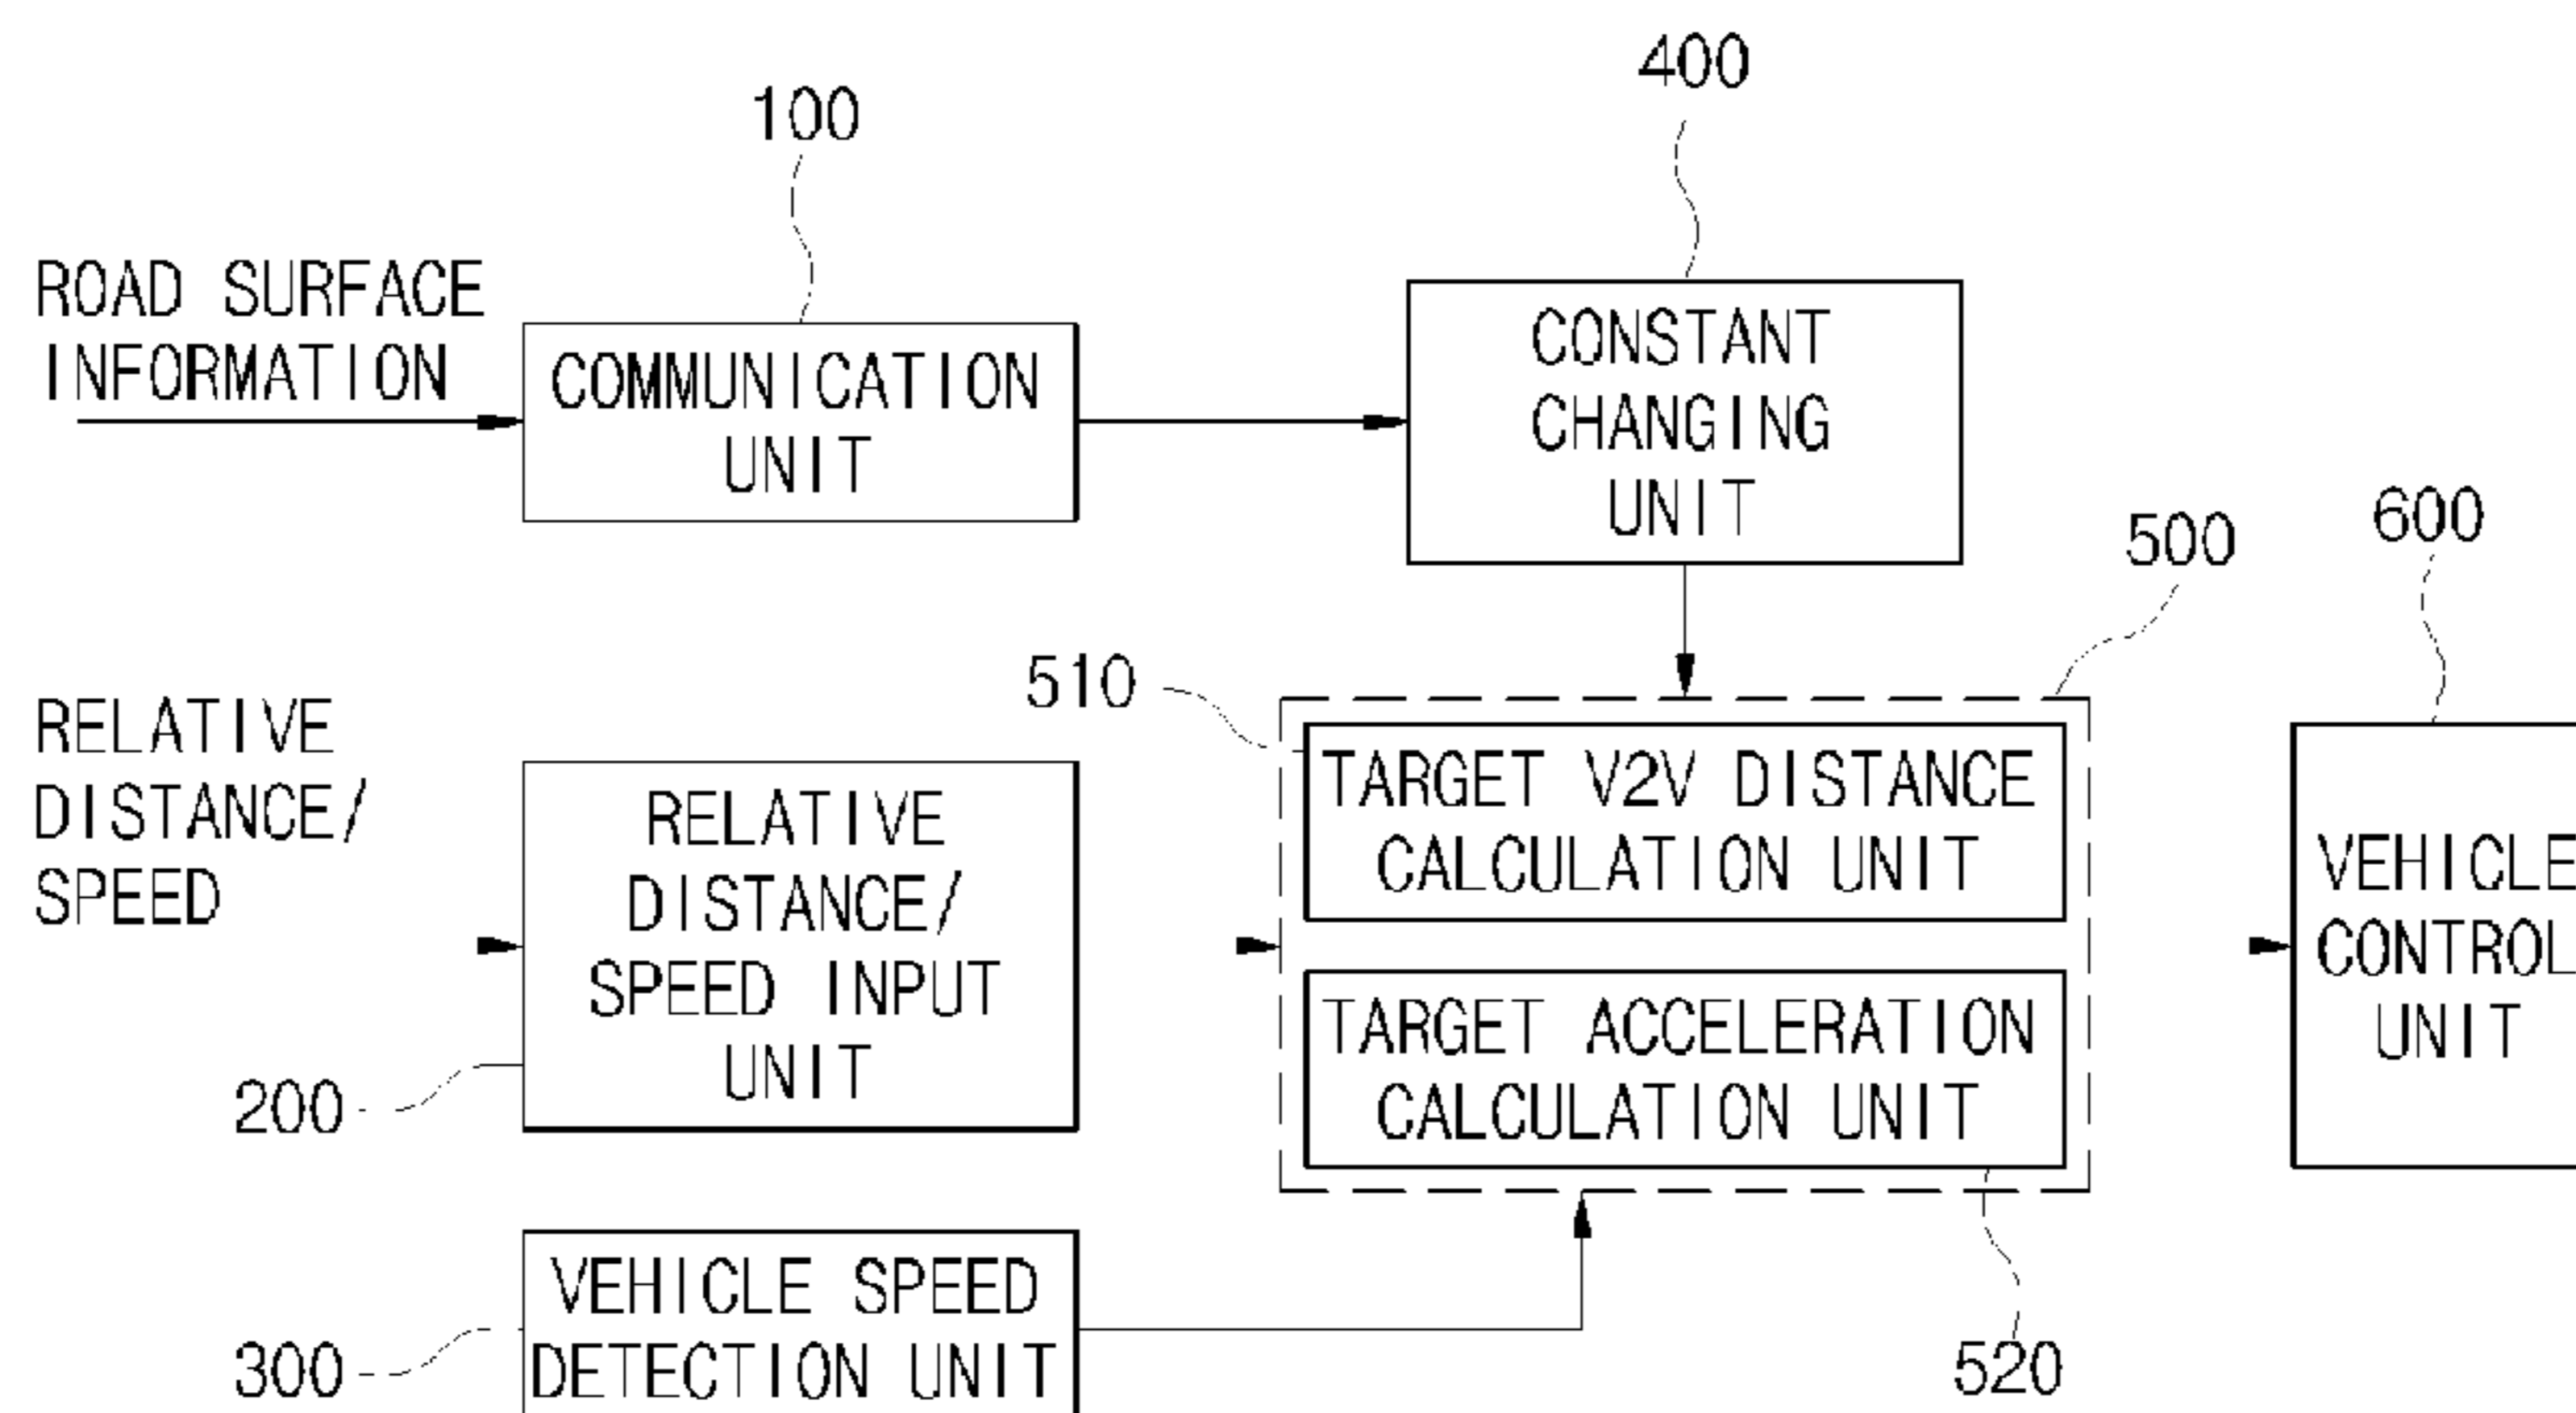 400
100
ROAD SURFACE
INFORMATION
COMMUNICATION
UNIT
CONSTANT
CHANGING
UNIT
500
600
510
RELATIVE
DISTANCE/
SPEED
RELATIVE
DISTANCE/
SPEED INPUT
UNIT
200
TARGET V2V DISTANCE
CALCULATION UNIT
TARGET ACCELERATION
CALCULATION UNIT
VEHICLE
CONTROL
UNIT
VEHICLE SPEED
DETECTION UNIT
300
520